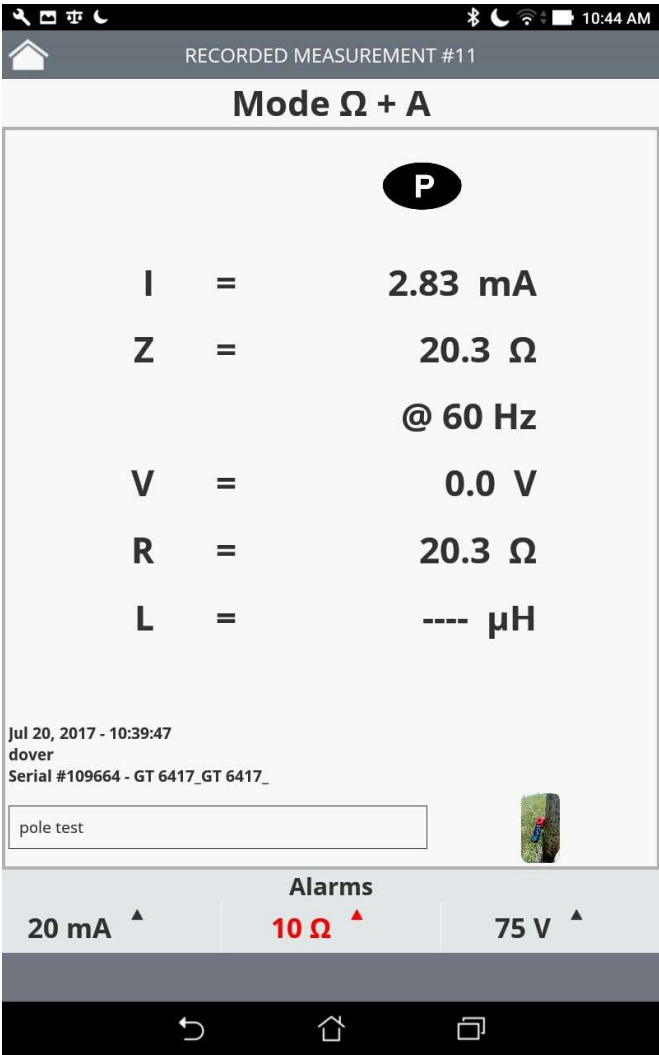 10:44 AM
RECORDED MEASUREMENT #11
Mode Ω + A
P
I = 2.83 mA
Z = 20.3 Ω
@ 60 Hz
V = 0.0 V
R = 20.3 Ω
L = ---- µH
Jul 20, 2017 - 10:39:47
dover
Serial #109664 - GT 6417_GT 6417_
pole test
Alarms
20 mA ▲ 10 Ω ▲ 75 V ▲